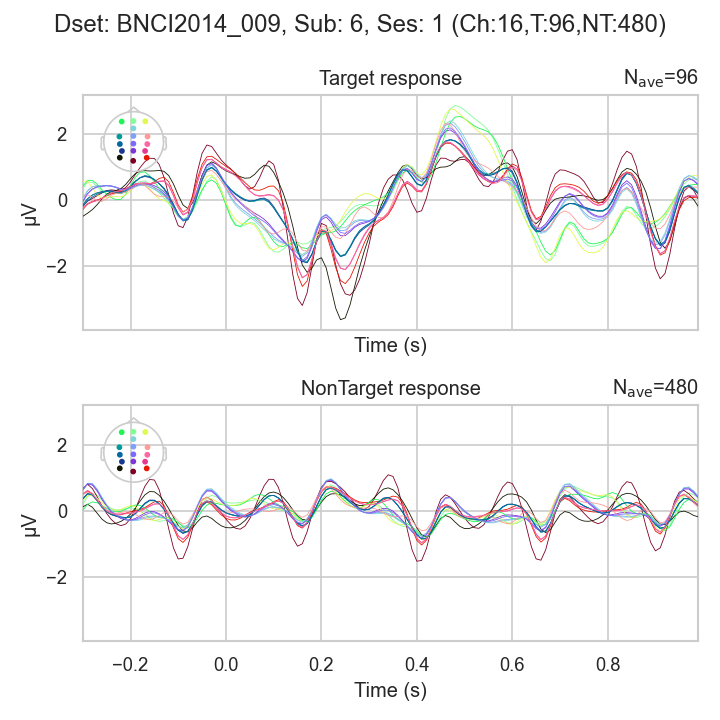 Dset: BNCI2014_009, Sub: 6, Ses: 1 (Ch:16,T:96,NT:480)
Target response
Nave=96
2
0
−2
µV
Time (s)
NonTarget response
Nave=480
2
0
−2
µV
−0.2 0.0 0.2 0.4 0.6 0.8
Time (s)